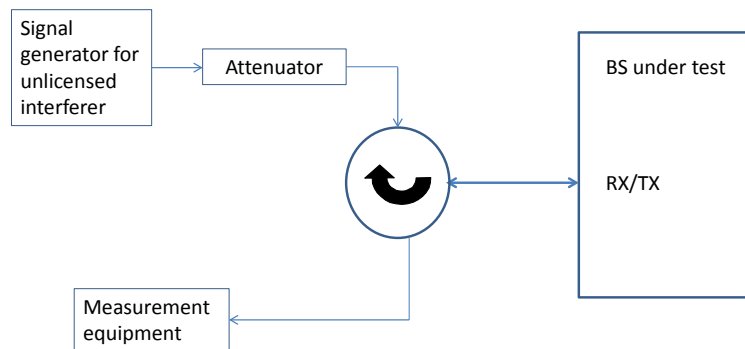 Signal
generator for
unlicensed
interferer
Attenuator
BS under test
RX/TX
Measurement
equipment